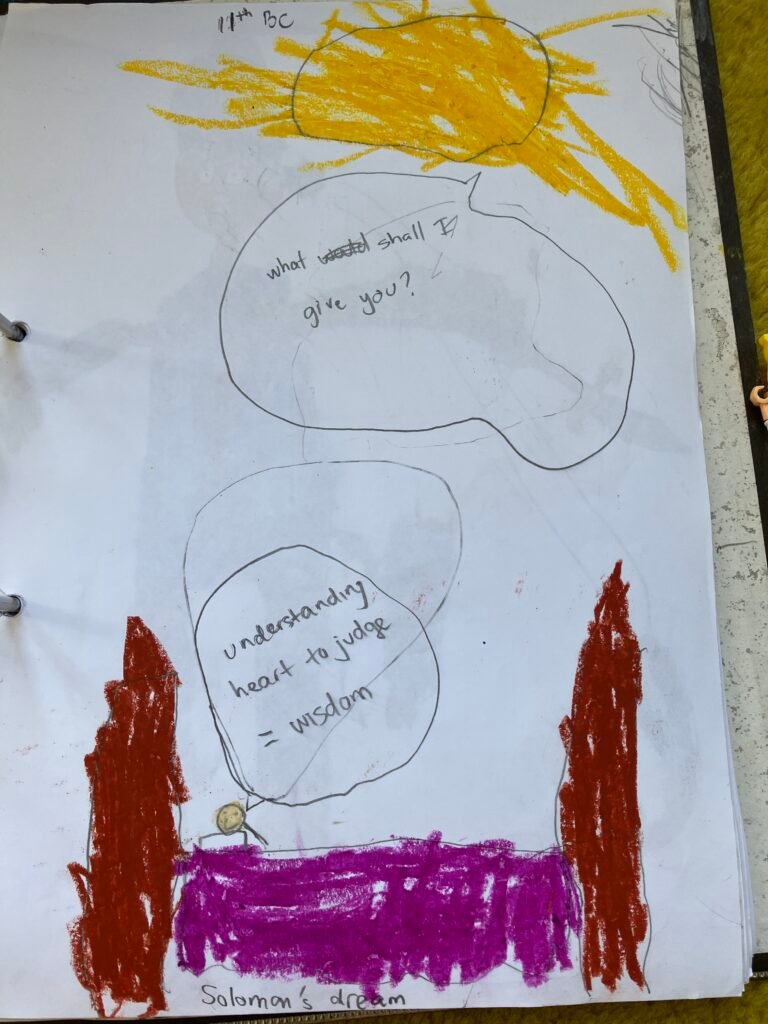 11th BC
what shall I
give you?
understanding
heart to judge
= wisdom
Solomon's dream